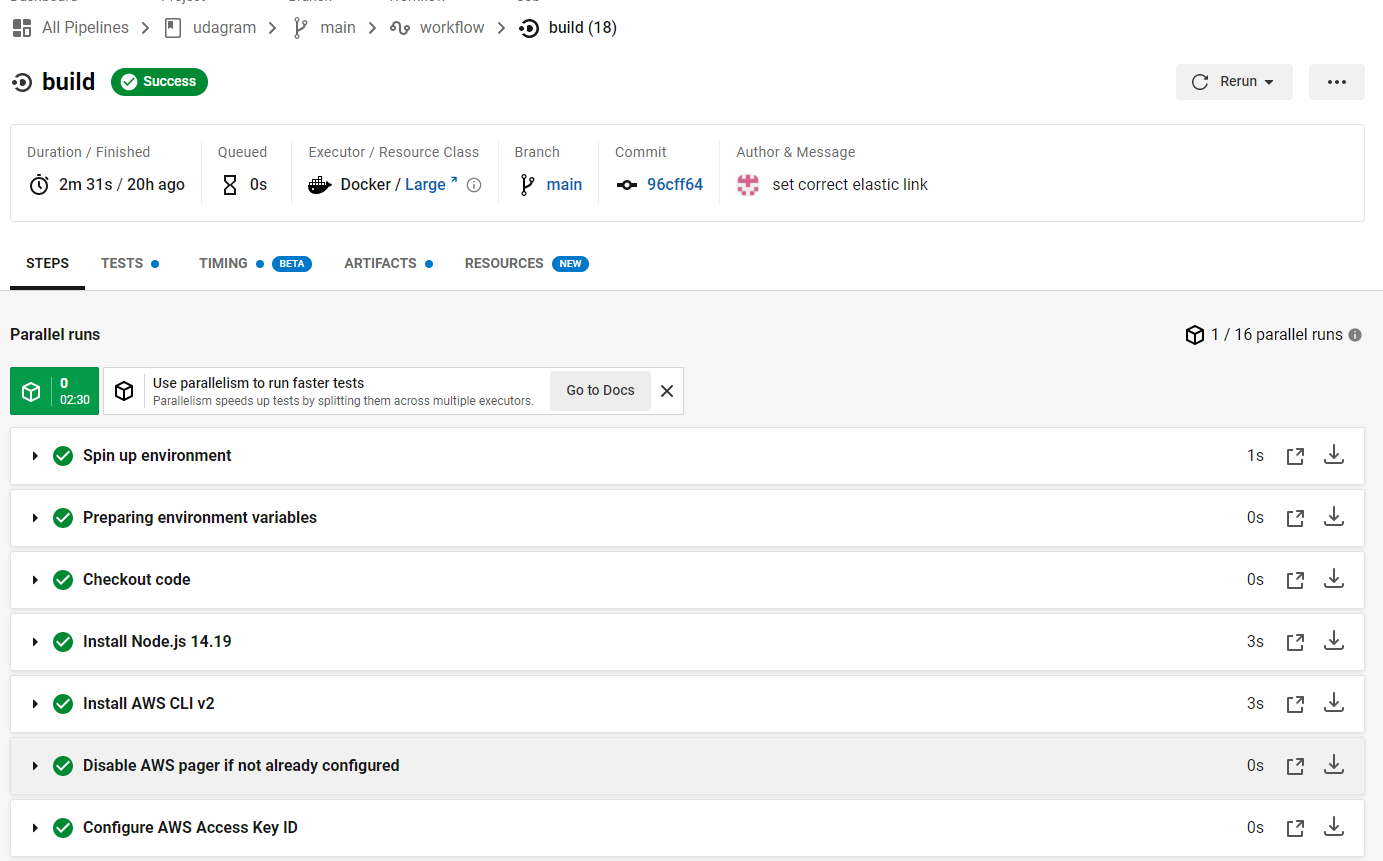 All Pipelines udagram main workflow build (18)
build Success Rerun
Duration / Finished Queued Executor / Resource Class Branch Commit Author & Message
2m 31s / 20h ago 0s Docker / Large main 96cff64 set correct elastic link
STEPS TESTS TIMING BETA ARTIFACTS RESOURCES NEW
Parallel runs 1 / 16 parallel runs
0 Use parallelism to run faster tests Go to Docs
02:30 Parallelism speeds up tests by splitting them across multiple executors.
Spin up environment 1s
Preparing environment variables 0s
Checkout code 0s
Install Node.js 14.19 3s
Install AWS CLI v2 3s
Disable AWS pager if not already configured 0s
Configure AWS Access Key ID 0s